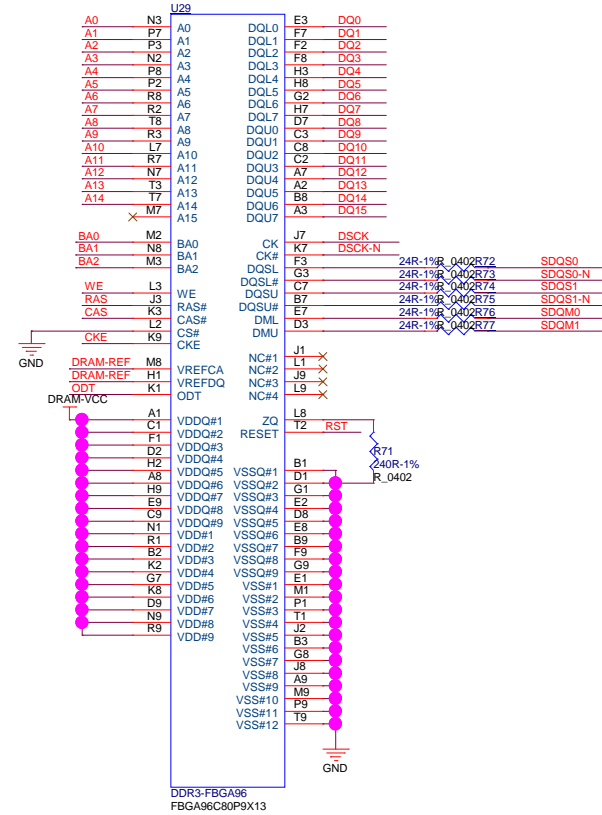 U29
A0 N3 A0 DQL0 E3 DQ0
A1 P7 A1 DQL1 F7 DQ1
A2 P3 A2 DQL2 F2 DQ2
A3 N2 A3 DQL3 F8 DQ3
A4 P8 A4 DQL4 H3 DQ4
A5 P2 A5 DQL5 H8 DQ5
A6 R8 A6 DQL6 G2 DQ6
A7 R2 A7 DQL7 H7 DQ7
A8 T8 A8 DQU0 D7 DQ8
A9 R3 A9 DQU1 C3 DQ9
A10 L7 A10 DQU2 C8 DQ10
A11 R7 A11 DQU3 C2 DQ11
A12 N7 A12 DQU4 A7 DQ12
A13 T3 A13 DQU5 A2 DQ13
A14 T7 A14 DQU6 B8 DQ14
M7 A15 DQU7 A3 DQ15
BA0 M2 BA0 CK J7 DSCK
BA1 N8 BA1 CK# K7 DSCK-N
BA2 M3 BA2 DQSL F3 24R-1% R_0402 R72 SDQS0
DQSL# G3 24R-1% R_0402 R73 SDQS0-N
WE L3 WE DQSU C7 24R-1% R_0402 R74 SDQS1
RAS J3 RAS# DQSU# B7 24R-1% R_0402 R75 SDQS1-N
CAS K3 CAS# DML E7 24R-1% R_0402 R76 SDQM0
L2 CS# DMU D3 24R-1% R_0402 R77 SDQM1
CKE K9 CKE
GND
NC#1 J1
DRAM-REF M8 VREFCA NC#2 L1
DRAM-REF H1 VREFDQ NC#3 J9
ODT K1 ODT NC#4 L9
DRAM-VCC
A1 VDDQ#1 ZQ L8
C1 VDDQ#2 RESET T2 RST
F1 VDDQ#3
D2 VDDQ#4
R71
240R-1%
R_0402
H2 VDDQ#5 VSSQ#1 B1
A8 VDDQ#6 VSSQ#2 D1
H9 VDDQ#7 VSSQ#3 G1
E9 VDDQ#8 VSSQ#4 E2
C9 VDDQ#9 VSSQ#5 D8
N1 VDD#1 VSSQ#6 E8
R1 VDD#2 VSSQ#7 B9
B2 VDD#3 VSSQ#8 F9
K2 VDD#4 VSSQ#9 G9
G7 VDD#5 VSS#1 E1
K8 VDD#6 VSS#2 M1
D9 VDD#7 VSS#3 P1
N9 VDD#8 VSS#4 T1
R9 VDD#9 VSS#5 J2
VSS#6 B3
VSS#7 G8
VSS#8 J8
VSS#9 A9
VSS#10 M9
VSS#11 P9
VSS#12 T9
GND
DDR3-FBGA96
FBGA96C80P9X13